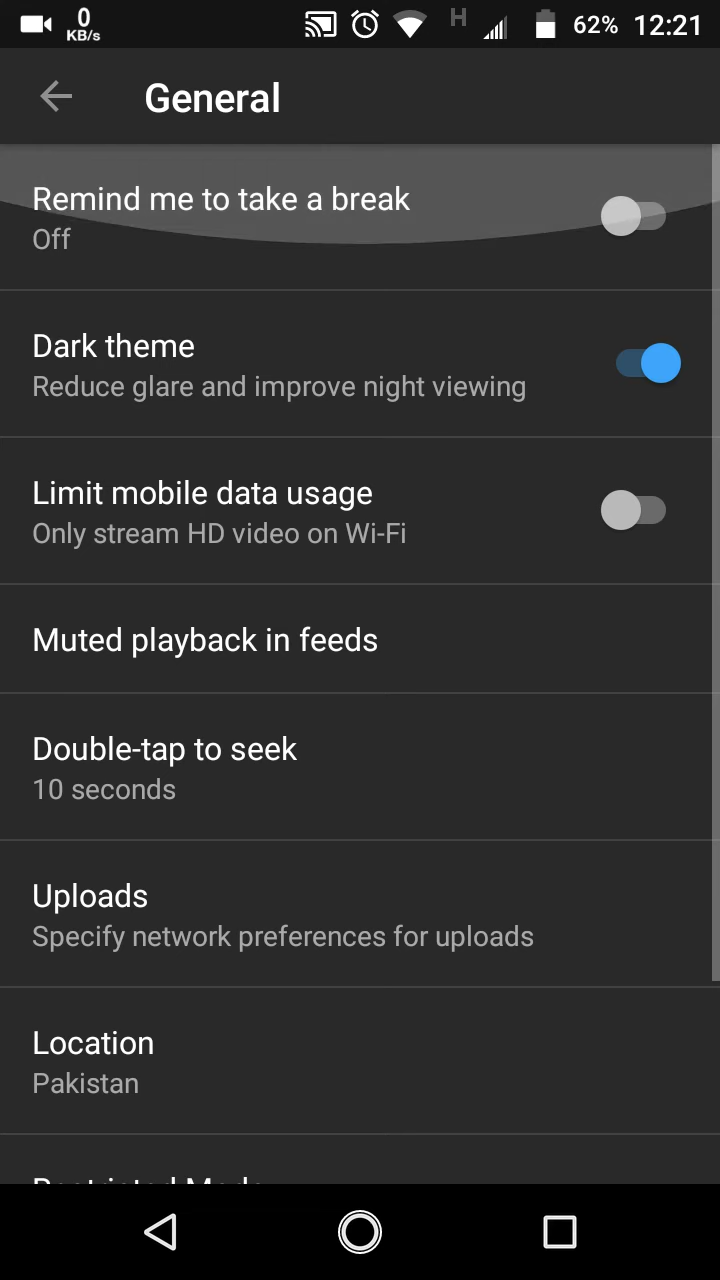 0
KB/s
H
62%
12:21
General
Remind me to take a break
Off
Dark theme
Reduce glare and improve night viewing
Limit mobile data usage
Only stream HD video on Wi-Fi
Muted playback in feeds
Double-tap to seek
10 seconds
Uploads
Specify network preferences for uploads
Location
Pakistan
Restricted Mode